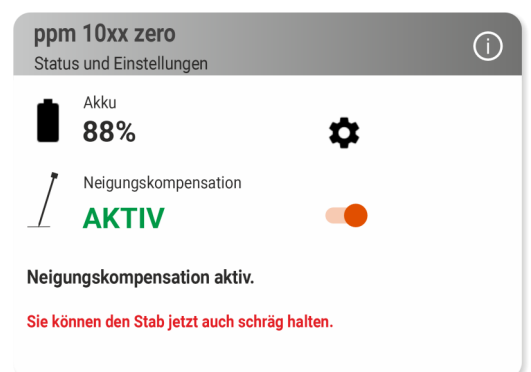 ppm 10xx zero
Status und Einstellungen
Akku
88%
Neigungskompensation
AKTIV
Neigungskompensation aktiv.
Sie können den Stab jetzt auch schräg halten.